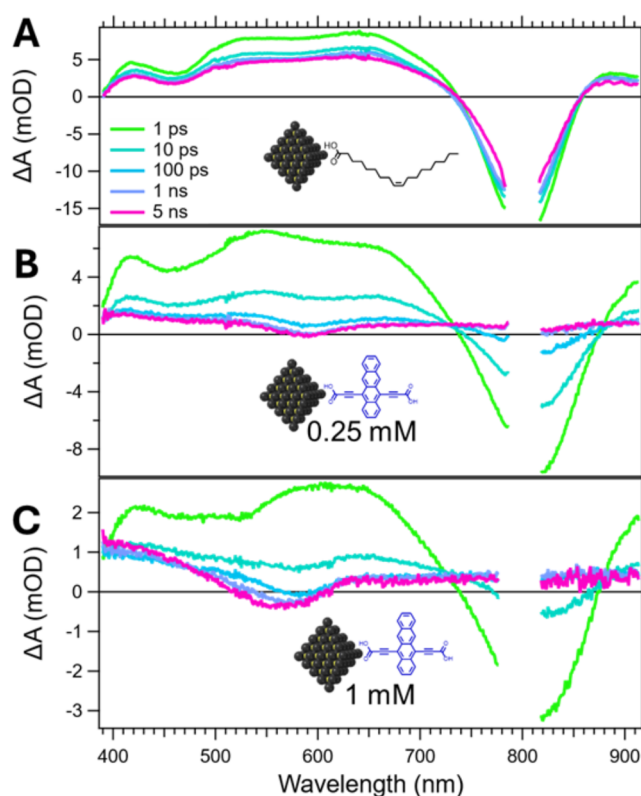 A
ΔA (mOD)
5
0
-5
-10
-15
1 ps
10 ps
100 ps
1 ns
5 ns
HO
O
B
ΔA (mOD)
4
0
-4
-8
HO
O
O
OH
0.25 mM
C
ΔA (mOD)
2
1
0
-1
-2
-3
HO
O
O
OH
1 mM
400 500 600 700 800 900
Wavelength (nm)